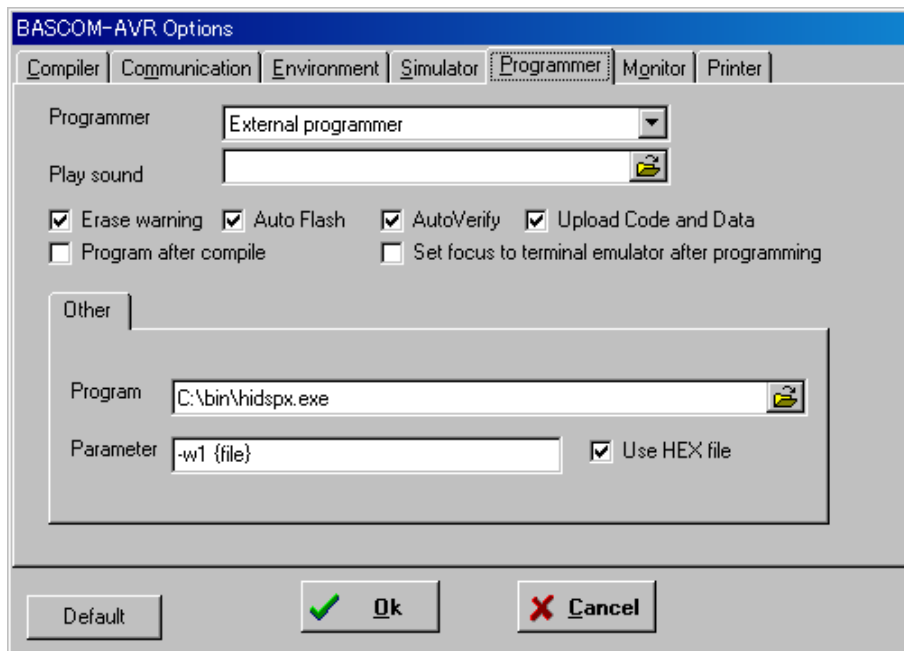 BASCOM-AVR Options
Compiler Communication Environment Simulator Programmer Monitor Printer
Programmer External programmer
Play sound
Erase warning Auto Flash AutoVerify Upload Code and Data
Program after compile Set focus to terminal emulator after programming
Other
Program C:\bin\hidspx.exe
Parameter -w1 {file} Use HEX file
Default Ok Cancel